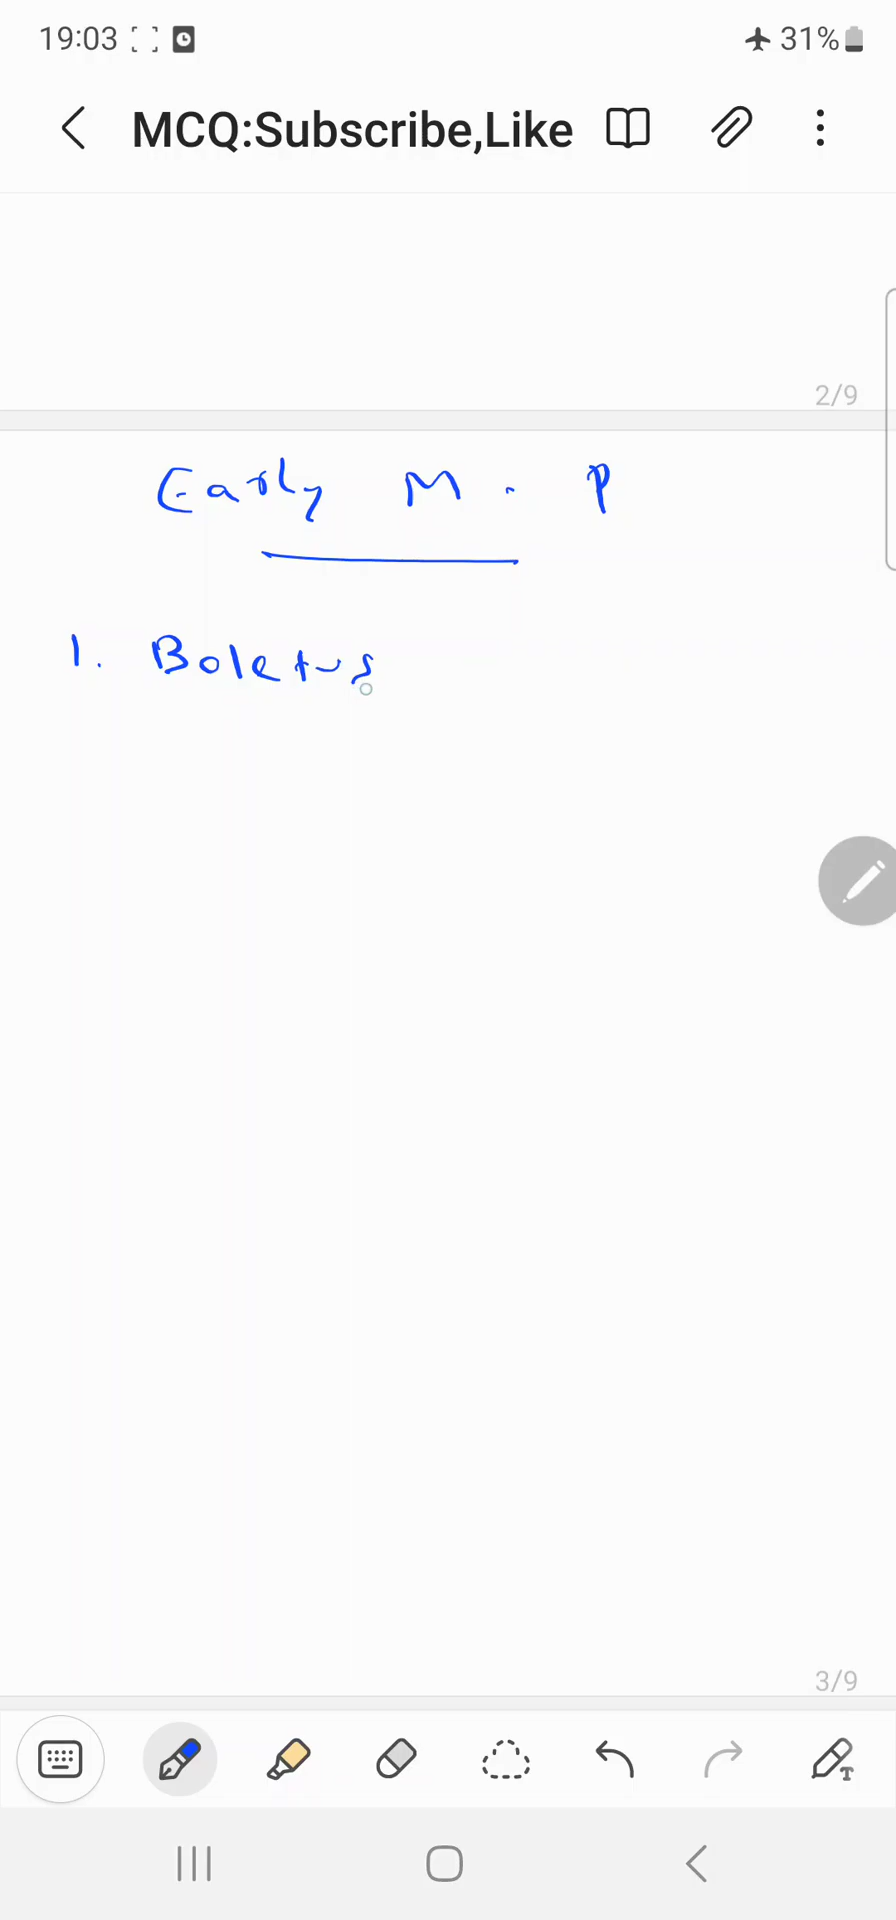 19:03 31%
MCQ:Subscribe,Like
2/9
Early M. P
1. Boletus
3/9
T